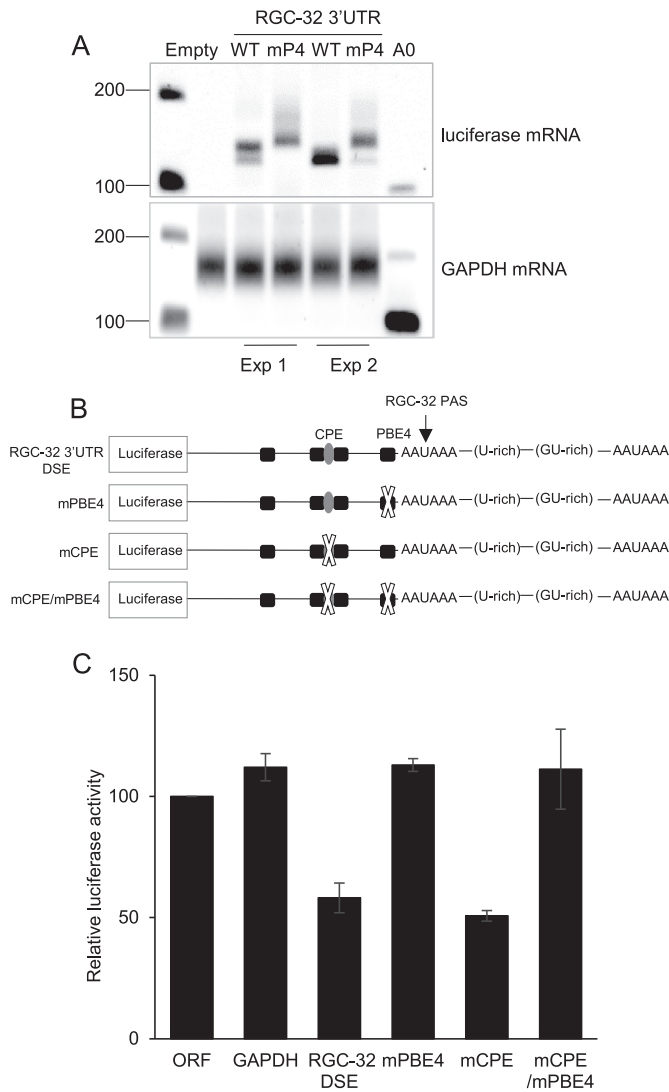 A
RGC-32 3'UTR
Empty WT mP4 WT mP4 A0
200
luciferase mRNA
100
200
GAPDH mRNA
100
Exp 1 Exp 2
B
RGC-32 PAS
CPE PBE4
RGC-32 3'UTR DSE Luciferase AAUAAA (U-rich) (GU-rich) AAUAAA
mPBE4 Luciferase AAUAAA (U-rich) (GU-rich) AAUAAA
mCPE Luciferase AAUAAA (U-rich) (GU-rich) AAUAAA
mCPE/mPBE4 Luciferase AAUAAA (U-rich) (GU-rich) AAUAAA
C
Relative luciferase activity
150
100
50
0
ORF GAPDH RGC-32 DSE mPBE4 mCPE mCPE /mPBE4